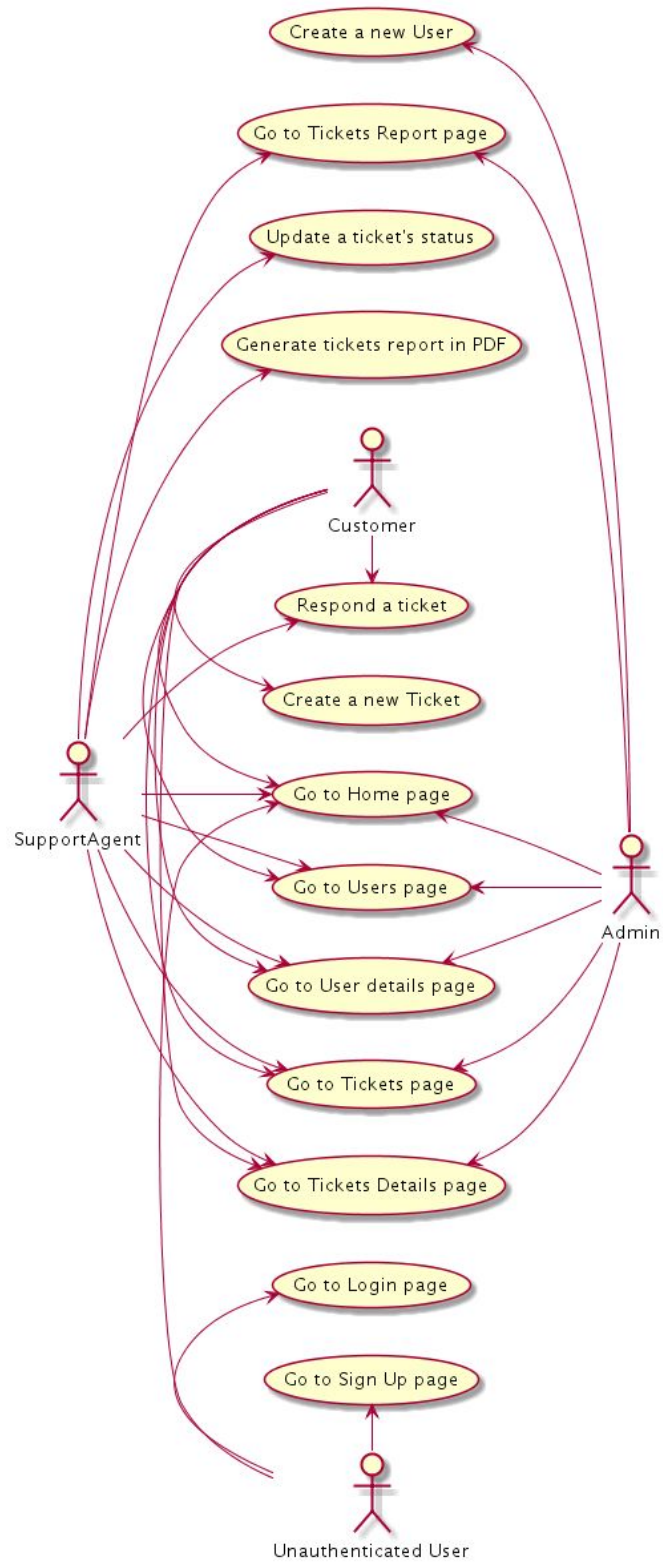 Create a new User
Go to Tickets Report page
Update a ticket's status
Generate tickets report in PDF
Customer
Respond a ticket
Create a new Ticket
Go to Home page
SupportAgent
Go to Users page
Admin
Go to User details page
Go to Tickets page
Go to Tickets Details page
Go to Login page
Go to Sign Up page
Unauthenticated User